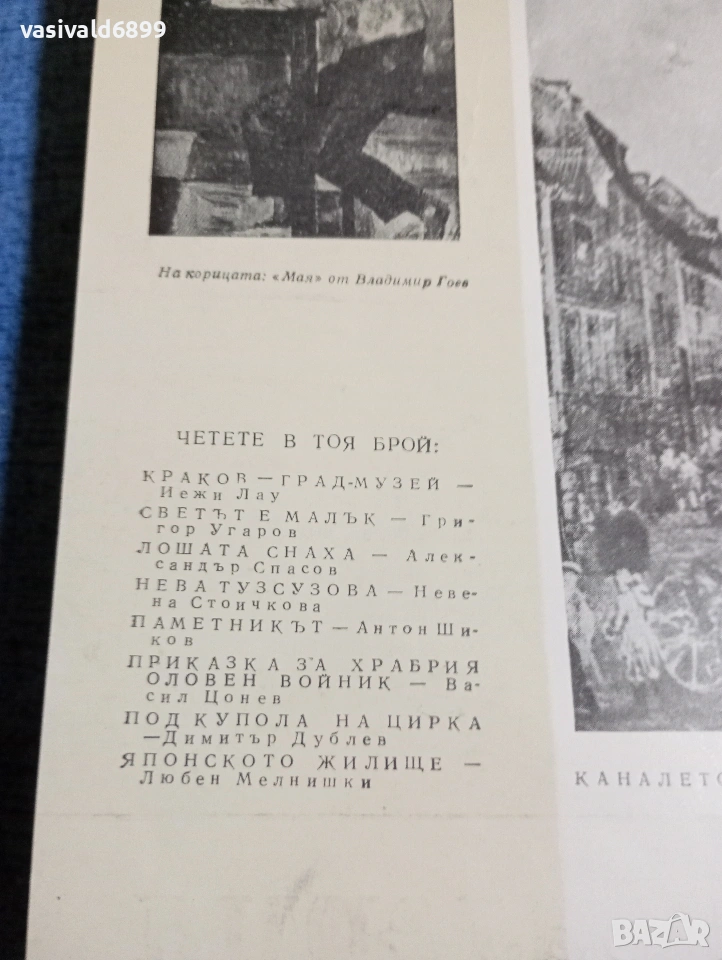 vasivald6899
На корицата: «Мая» от Владимир Гоев
ЧЕТЕТЕ В ТОЯ БРОЙ:
КРАКОВ — ГРАД-МУЗЕЙ —
Иежи Лау
СВЕТЪТ Е МАЛЪК — Гри-
гор Угаров
ЛОШАТА СНАХА — Алек-
сандър Спасов
НЕВА ТУЗСУЗОВА — Неве-
на Стоичкова
ПАМЕТНИКЪТ — Антон Ши-
ков
ПРИКАЗКА ЗА ХРАБРИЯ
ОЛОВЕН ВОЙНИК — Ва-
сил Цонев
ПОД КУПОЛА НА ЦИРКА
— Димитър Дублев
ЯПОНСКОТО ЖИЛИЩЕ —
Любен Мелнишки
КАНАЛЕТО
BAZAR